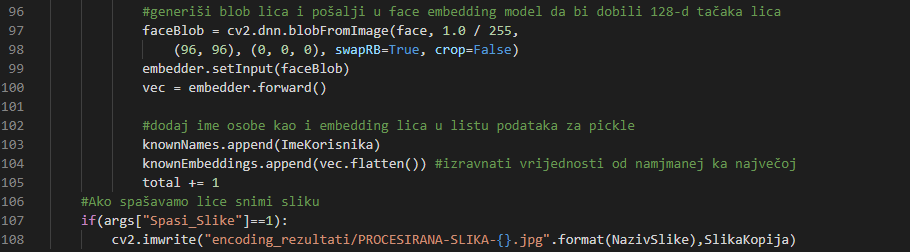 96 #generiši blob lica i pošalji u face embedding model da bi dobili 128-d tačaka lica
97 faceBlob = cv2.dnn.blobFromImage(face, 1.0 / 255,
98 (96, 96), (0, 0, 0), swapRB=True, crop=False)
99 embedder.setInput(faceBlob)
100 vec = embedder.forward()
101
102 #dodaj ime osobe kao i embedding lica u listu podataka za pickle
103 knownNames.append(ImeKorisnika)
104 knownEmbeddings.append(vec.flatten()) #izravnati vrijednosti od namjmanej ka najvećoj
105 total += 1
106 #Ako spašavamo lice snimi sliku
107 if(args["Spasi_Slike"]==1):
108 cv2.imwrite("encoding_rezultati/PROCESIRANA-SLIKA-{}.jpg".format(NazivSlike),SlikaKopija)